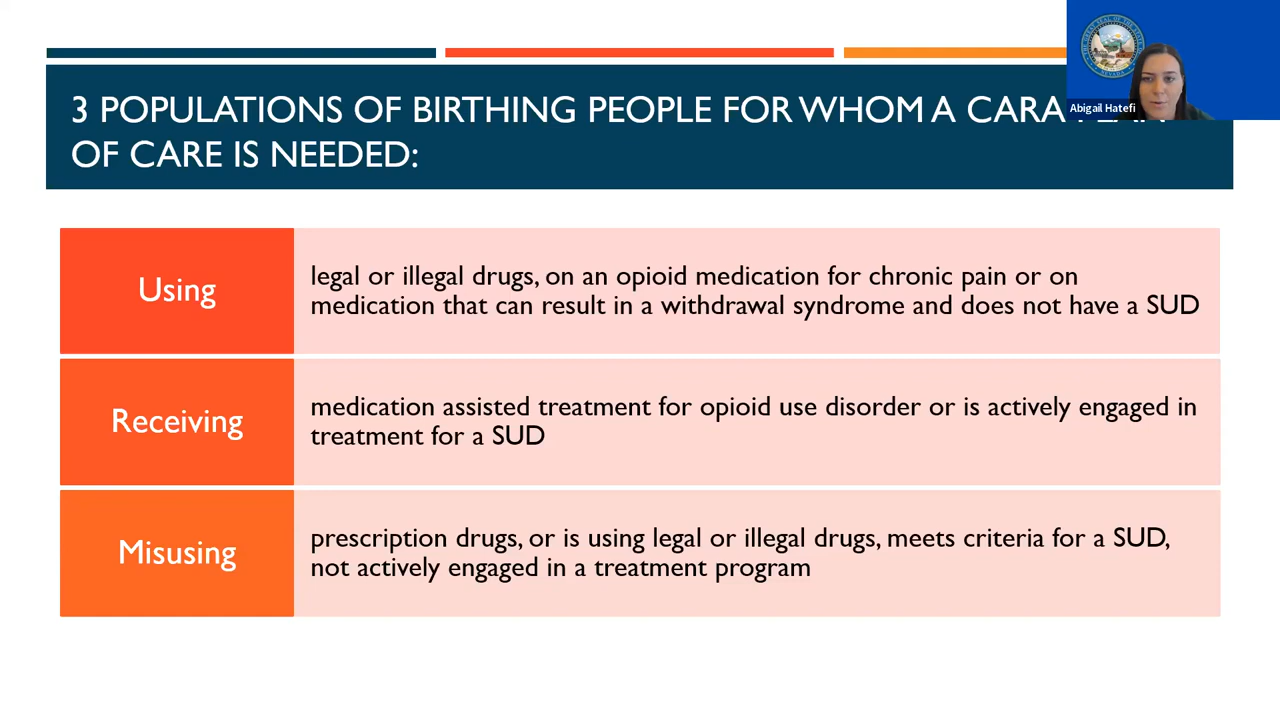 3 POPULATIONS OF BIRTHING PEOPLE FOR WHOM A CARA PLAN
OF CARE IS NEEDED:
Abigail Hatefi
Using
legal or illegal drugs, on an opioid medication for chronic pain or on
medication that can result in a withdrawal syndrome and does not have a SUD
Receiving
medication assisted treatment for opioid use disorder or is actively engaged in
treatment for a SUD
Misusing
prescription drugs, or is using legal or illegal drugs, meets criteria for a SUD,
not actively engaged in a treatment program